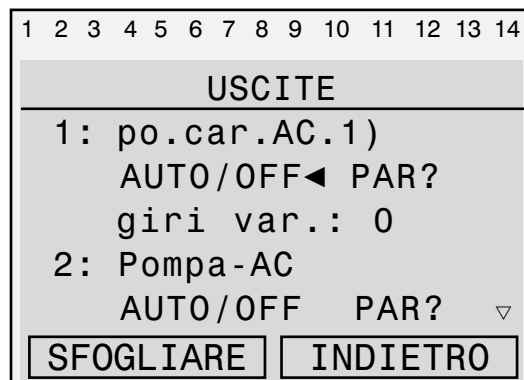 1 2 3 4 5 6 7 8 9 10 11 12 13 14
USCITE
1: po.car.AC.1)
AUTO/OFF◄ PAR?
giri var.: 0
2: Pompa-AC
AUTO/OFF PAR? ▽
SFOGLIARE INDIETRO